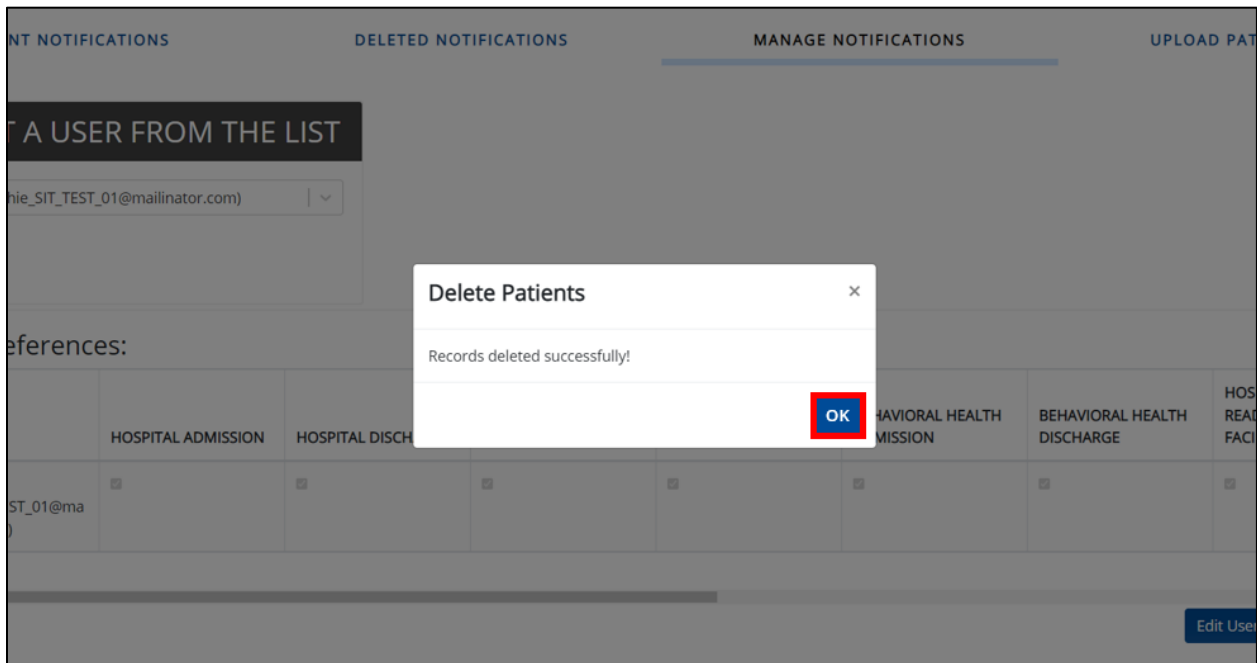 NT NOTIFICATIONS DELETED NOTIFICATIONS MANAGE NOTIFICATIONS UPLOAD PAT
A USER FROM THE LIST
hie_SIT_TEST_01@mailinator.com)
Delete Patients ×
Records deleted successfully!
OK
eferences:
HOSPITAL ADMISSION
HOSPITAL DISCH
HAVIORAL HEALTH
MISSION
BEHAVIORAL HEALTH
DISCHARGE
HOS
READ
FACI
ST_01@ma
)
Edit User